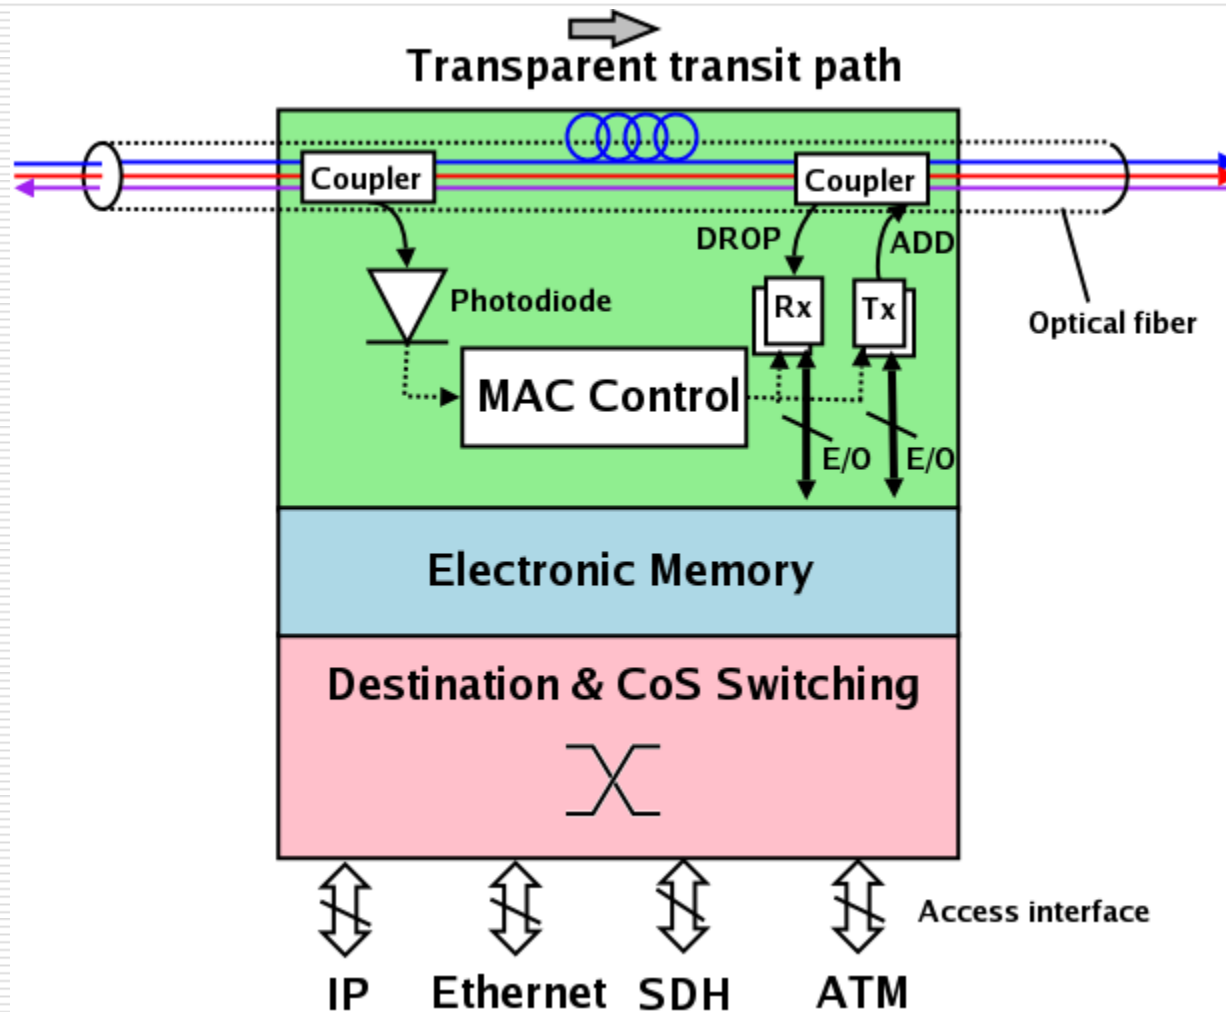 Transparent transit path
Coupler
Coupler
DROP
ADD
Photodiode
Rx
Tx
Optical fiber
MAC Control
E/O
E/O
Electronic Memory
Destination & CoS Switching
Access interface
IP
Ethernet
SDH
ATM